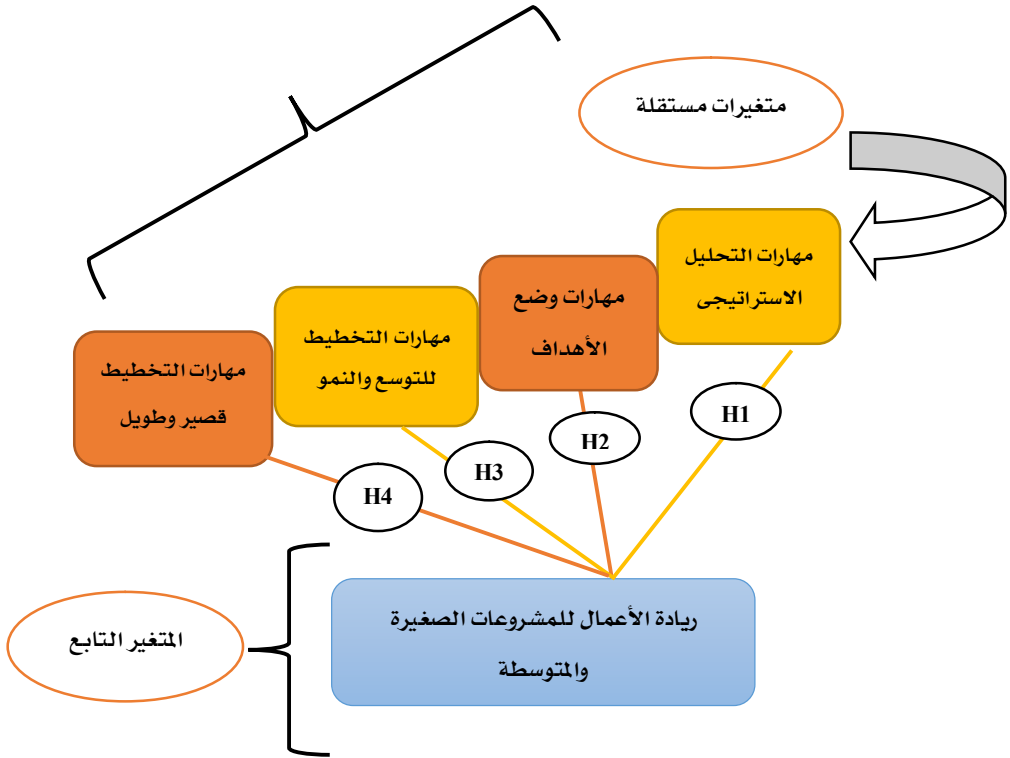 متغيرات مستقلة
مهارات التحليل
الاستراتيجى
مهارات وضع
الأهداف
مهارات التخطيط
للتوسع والنمو
مهارات التخطيط
قصير وطويل
H1
H2
H3
H4
ريادة الأعمال للمشروعات الصغيرة
والمتوسطة
المتغير التابع